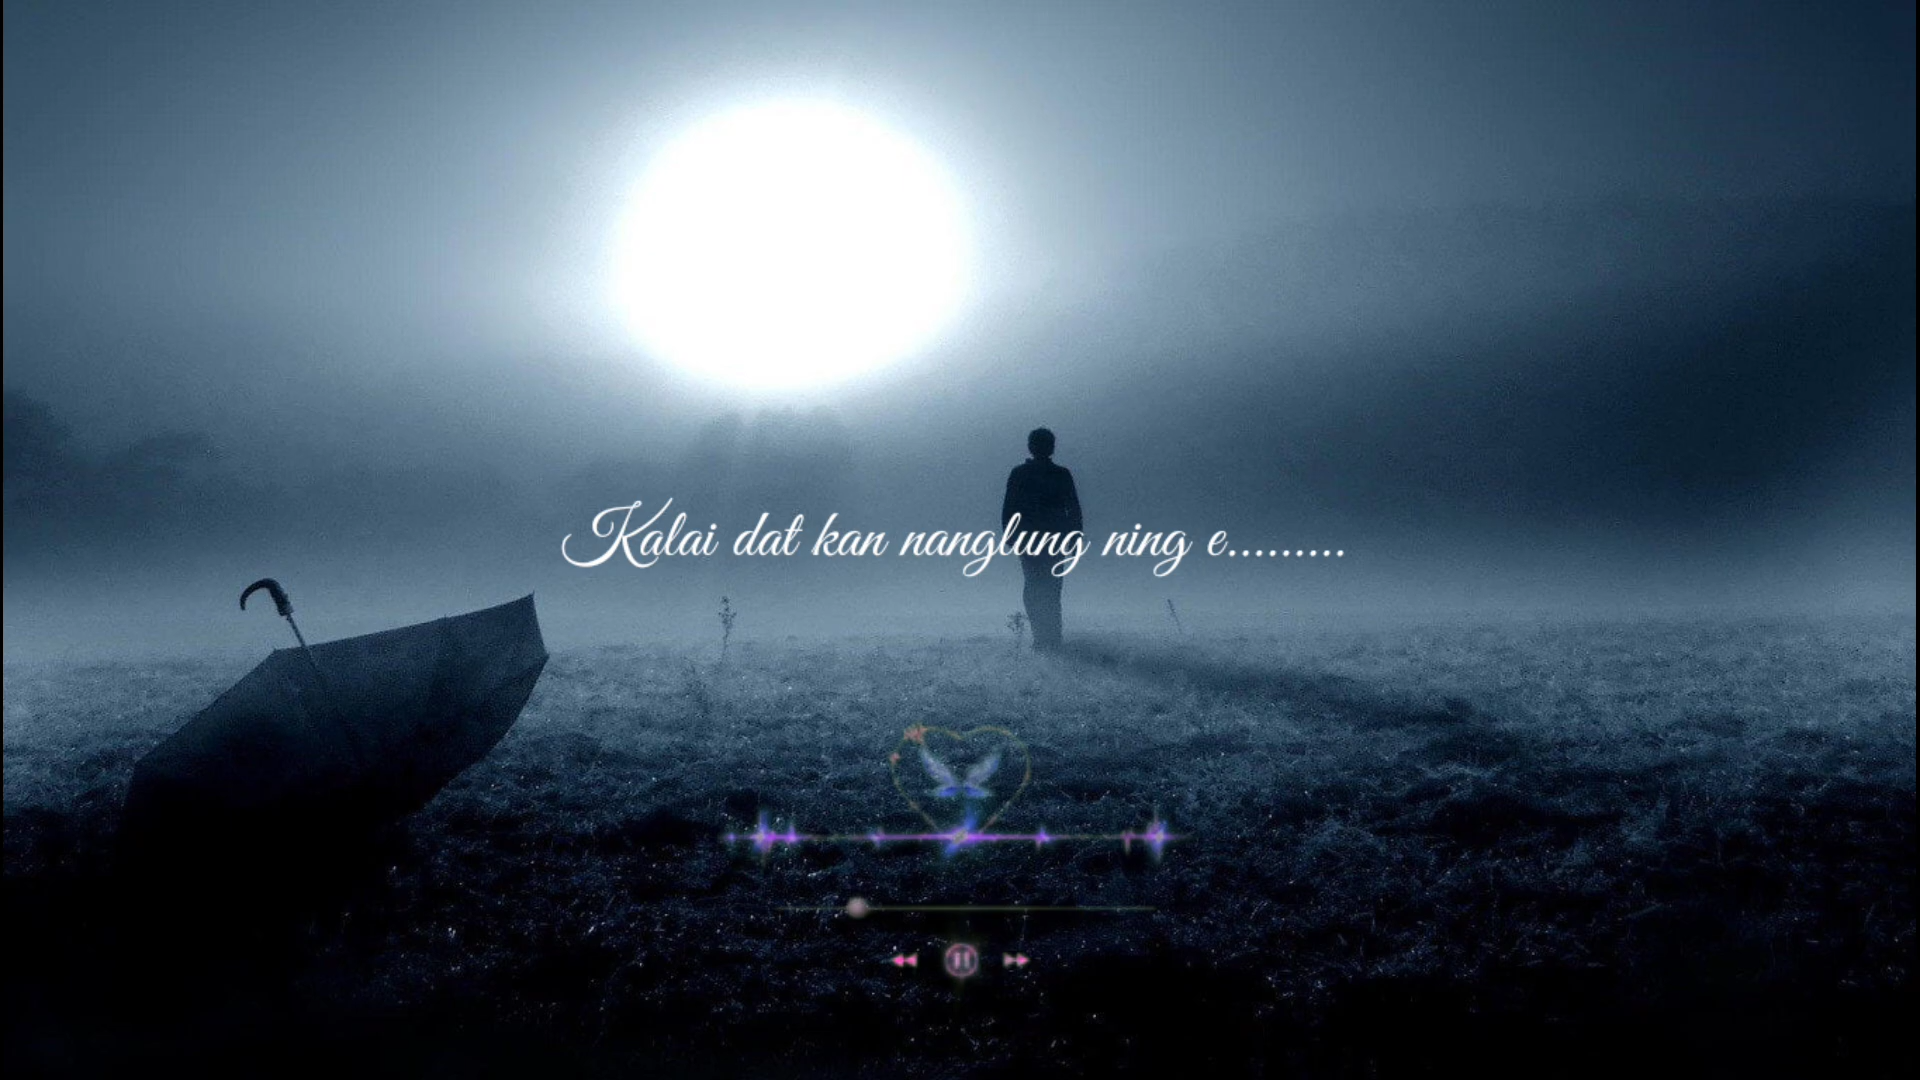 Kalai dat kan nanglung ning e.........